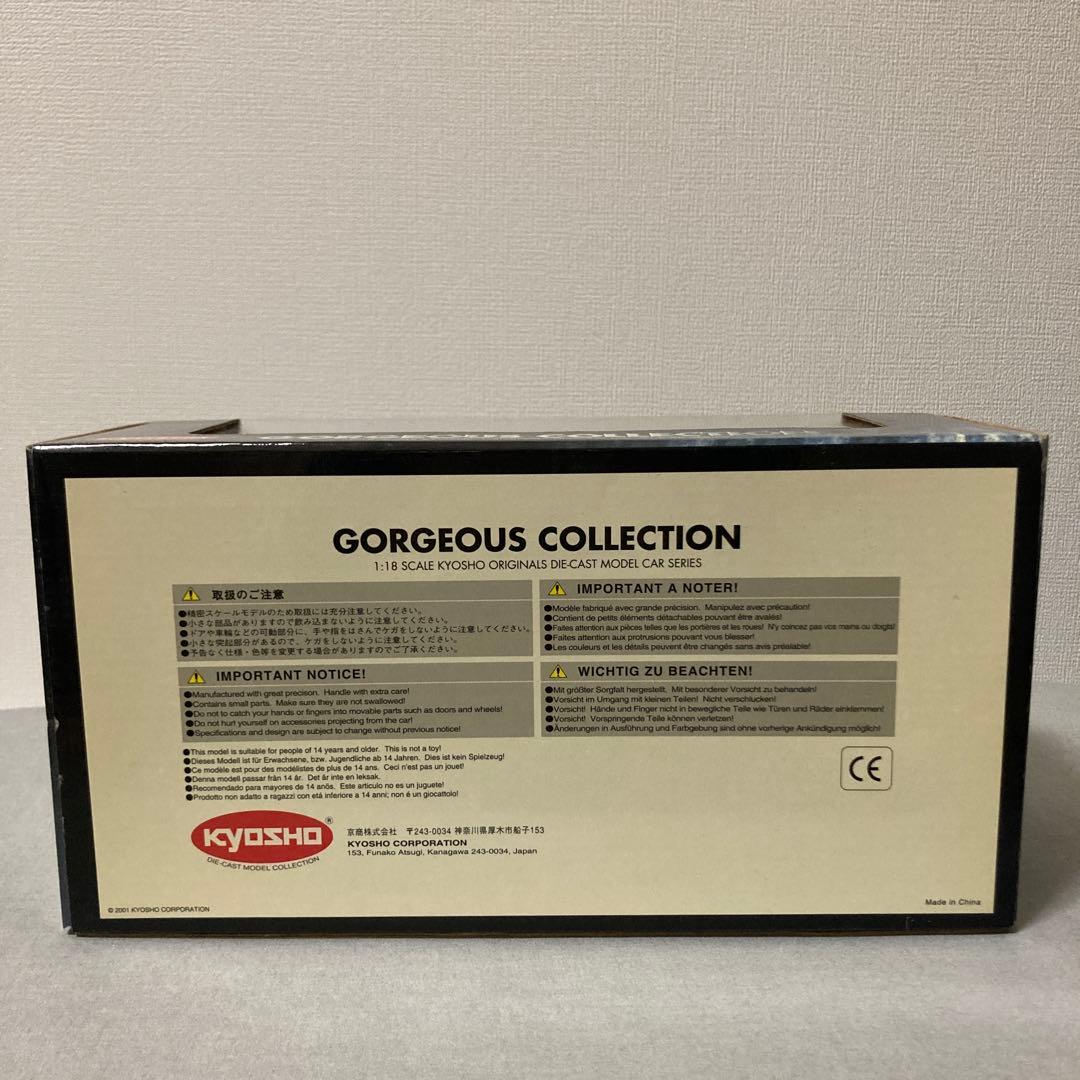 GORGEOUS COLLECTION
GORGEOUS COLLECTION
1:18 SCALE KYOSHO ORIGINALS DIE-CAST MODEL CAR SERIES
取扱のご注意
●精密スケールモデルのため取扱には充分注意してください。
●小さな部品がありますので飲み込まないように注意してください。
●ドアや車輪などの可動部分に、手や指をはさんでケガをしないように注意してください。
●小さな突起部分があるので、ケガをしないように注意してください。
●予告なく仕様・色等を変更する場合がありますのでご了承ください。
IMPORTANT NOTICE!
●Manufactured with great precison. Handle with extra care!
●Contains small parts. Make sure they are not swallowed!
●Do not to catch your hands or fingers into movable parts such as doors and wheels!
●Do not hurt yourself on accessories projecting from the car!
●Specifications and design are subject to change without previous notice!
IMPORTANT A NOTER!
●Modèle fabriqué avec grande précision. Manipulez avec précaution!
●Contient de petits éléments détachables pouvant être avalés!
●Faites attention aux pièces telles que les portières et les roues! N'y coincez pas vos mains ou doigts!
●Faites attention aux protrusions pouvant vous blesser!
●Les couleurs et les détails peuvent être changés sans avis préalable!
WICHTIG ZU BEACHTEN!
●Mit größter Sorgfalt hergestellt. Mit besonderer Vorsicht zu behandeln!
●Vorsicht im Umgang mit kleinen Teilen! Nicht verschlucken!
●Vorsicht! Hände und Finger nicht in bewegliche Teile wie Türen und Räder einklemmen!
●Vorsicht! Vorspringende Teile können verletzen!
●Änderungen in Ausführung und Farbgebung sind ohne vorherige Ankündigung möglich!
●This model is suitable for people of 14 years and older. This is not a toy!
●Dieses Modell ist für Erwachsene, bzw. Jugendliche ab 14 Jahren. Dies ist kein Spielzeug!
●Ce modèle est pour des modélistes de plus de 14 ans. Ceci n'est pas un jouet!
●Denna modell passar från 14 år. Det är inte en leksak.
●Recomendado para mayores de 14 anõs. Este articulo no es un juguete!
●Prodotto non adatto a ragazzi con etá inferiore a 14 anni; non é un giocattolo!
CE
KYOSHO®
DIE-CAST MODEL COLLECTION
京商株式会社 〒243-0034 神奈川県厚木市船子153
KYOSHO CORPORATION
153, Funako Atsugi, Kanagawa 243-0034, Japan
© 2001 KYOSHO CORPORATION
Made in China